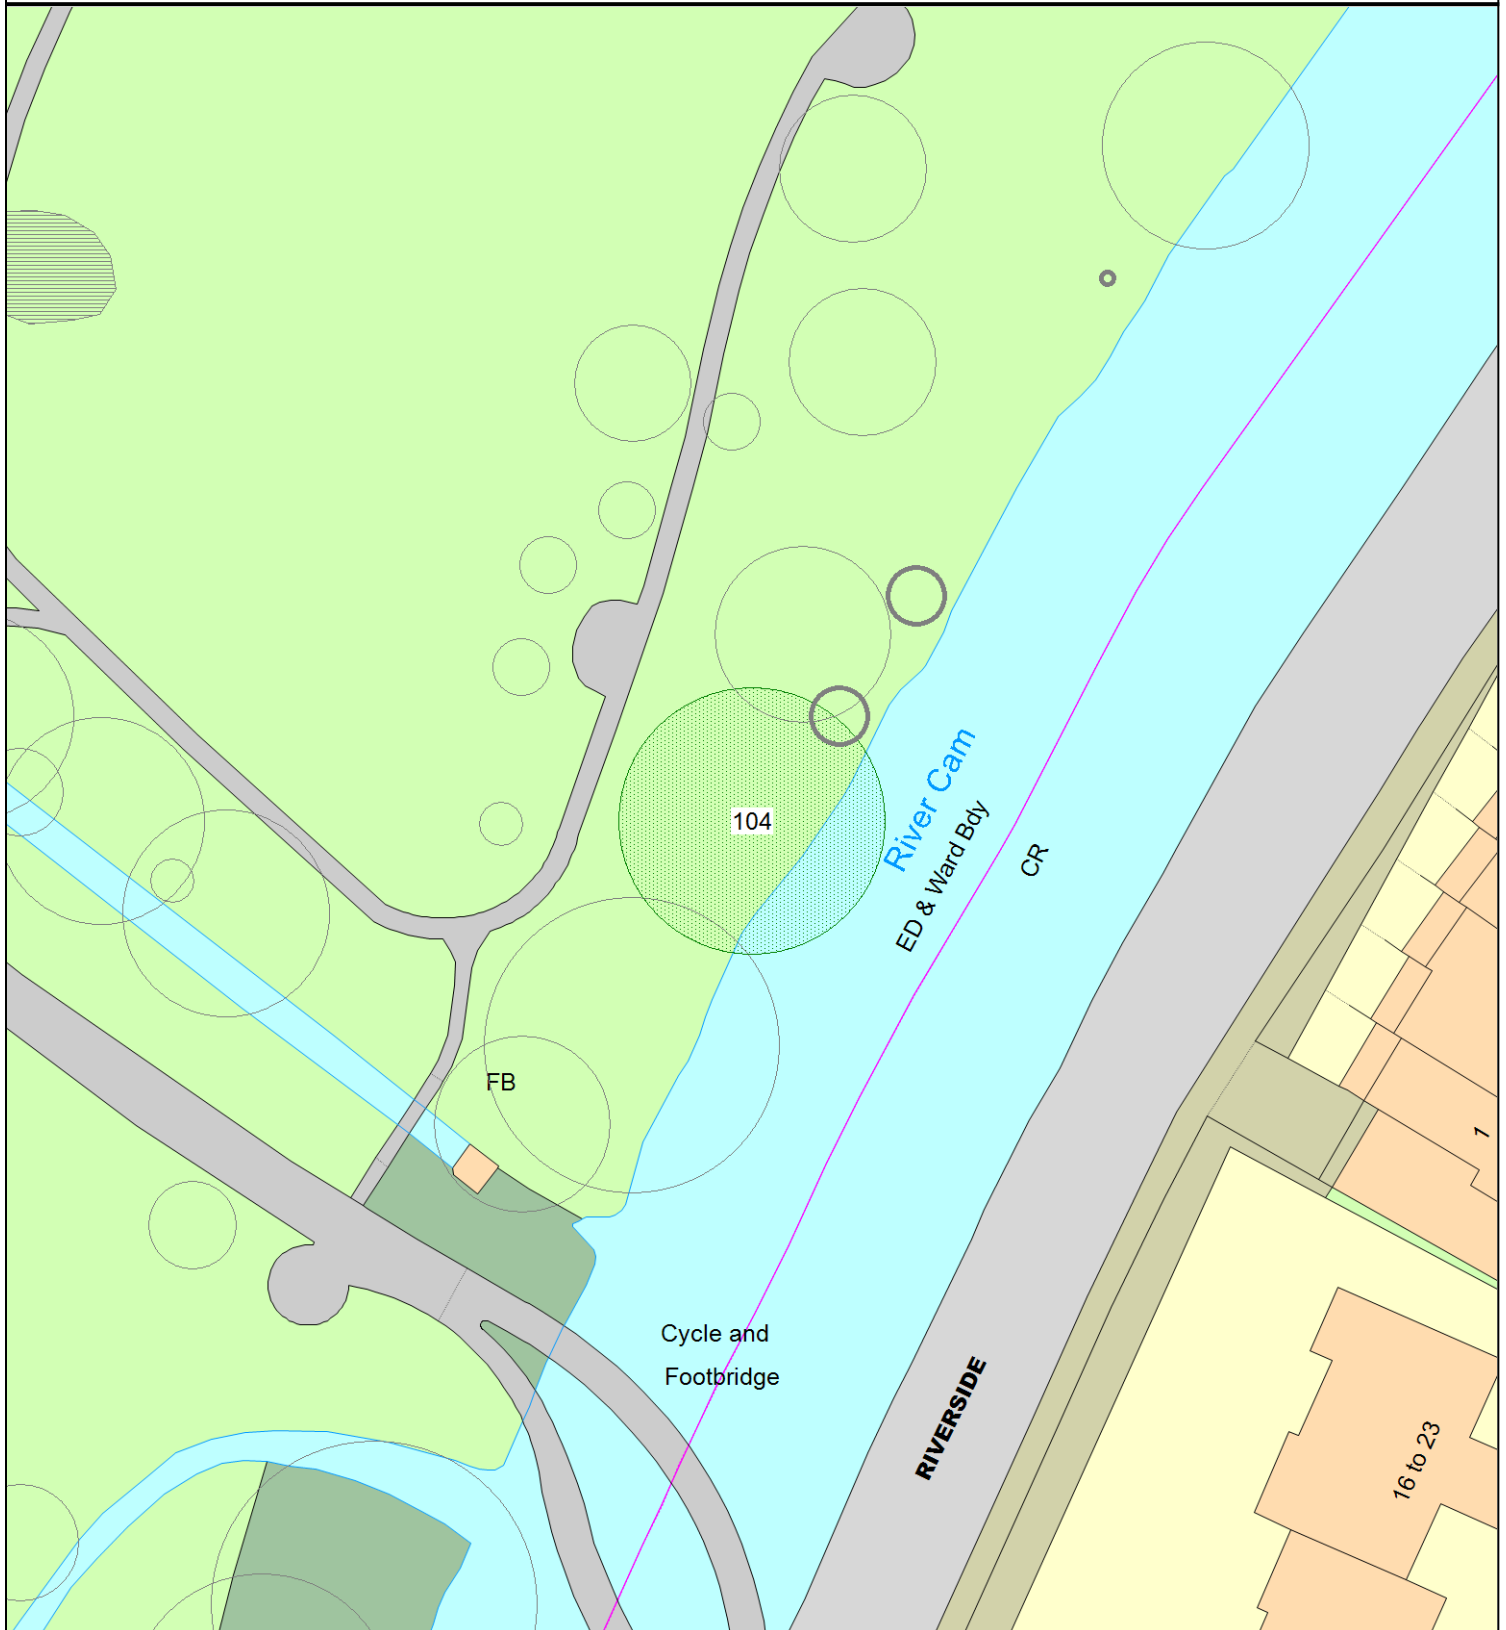 104
River Cam
ED & Ward Bdy
CR
FB
1
Cycle and
Footbridge
RIVERSIDE
16 to 23